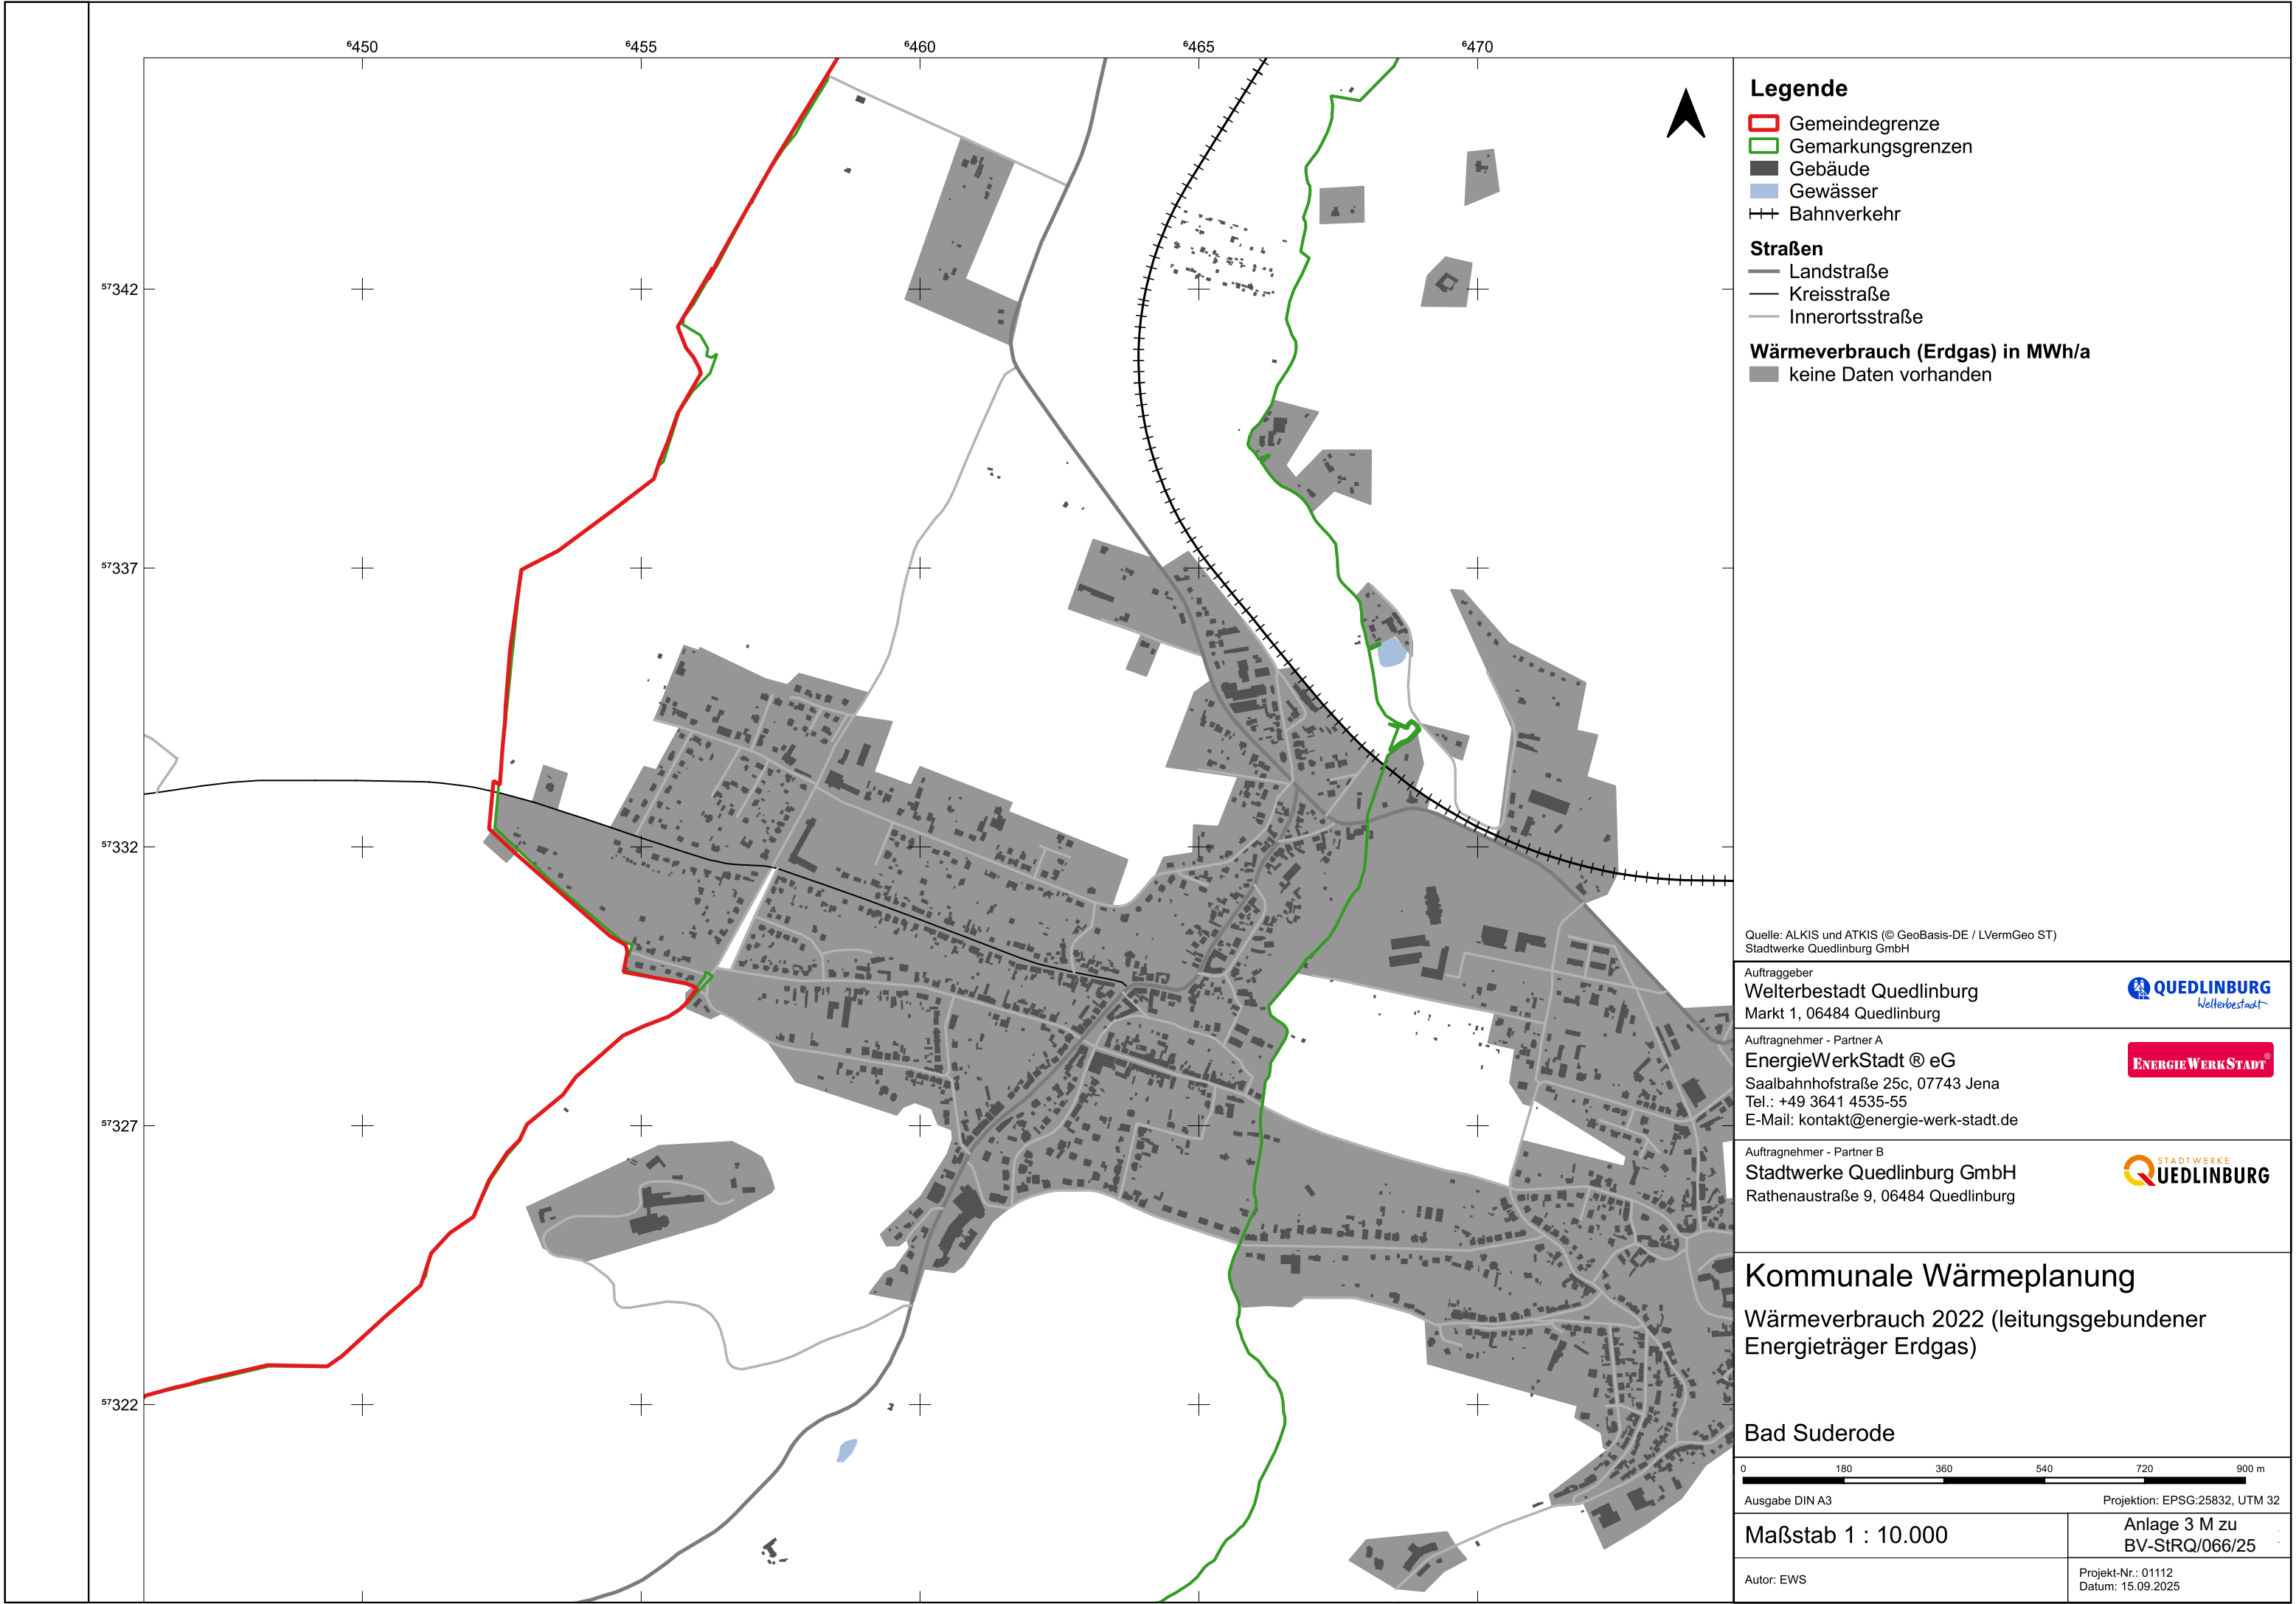 ⁶450
⁶455
⁶460
⁶465
⁶470
⁵⁷342
⁵⁷337
⁵⁷332
⁵⁷327
⁵⁷322
Legende
Gemeindegrenze
Gemarkungsgrenzen
Gebäude
Gewässer
Bahnverkehr
Straßen
Landstraße
Kreisstraße
Innerortsstraße
Wärmeverbrauch (Erdgas) in MWh/a
keine Daten vorhanden
Quelle: ALKIS und ATKIS (© GeoBasis-DE / LVermGeo ST)
Stadtwerke Quedlinburg GmbH
Auftraggeber
Welterbestadt Quedlinburg
Markt 1, 06484 Quedlinburg
QUEDLINBURG
Welterbestadt
Auftragnehmer - Partner A
EnergieWerkStadt ® eG
Saalbahnhofstraße 25c, 07743 Jena
Tel.: +49 3641 4535-55
E-Mail: kontakt@energie-werk-stadt.de
ENERGIEWERKSTADT®
Auftragnehmer - Partner B
Stadtwerke Quedlinburg GmbH
Rathenaustraße 9, 06484 Quedlinburg
STADTWERKE
QUEDLINBURG
Kommunale Wärmeplanung
Wärmeverbrauch 2022 (leitungsgebundener
Energieträger Erdgas)
Bad Suderode
0 180 360 540 720 900 m
Ausgabe DIN A3
Projektion: EPSG:25832, UTM 32
Maßstab 1 : 10.000
Anlage 3 M zu
BV-StRQ/066/25
Autor: EWS
Projekt-Nr.: 01112
Datum: 15.09.2025